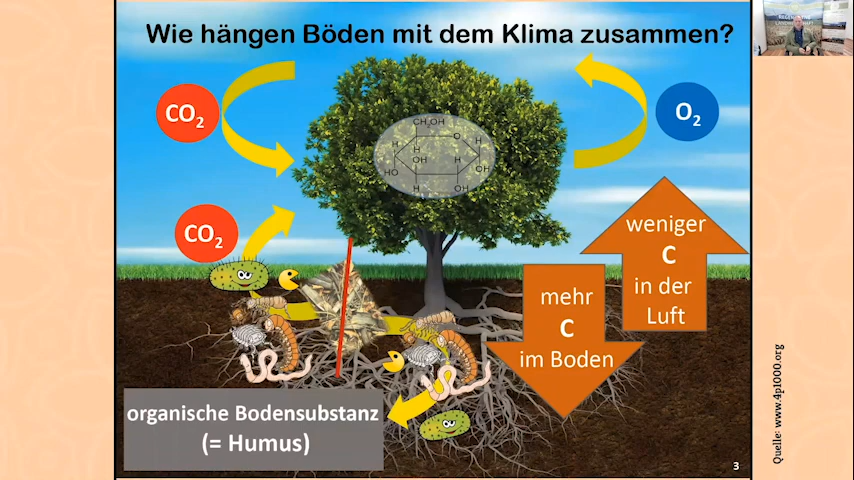 Wie hängen Böden mit dem Klima zusammen?
CO₂
O₂
CH₂OH
O
H
H
H
OH
H
HO
OH
H
OH
CO₂
weniger
C
in der
Luft
mehr
C
im Boden
organische Bodensubstanz
(= Humus)
3
Quelle: www.4p1000.org